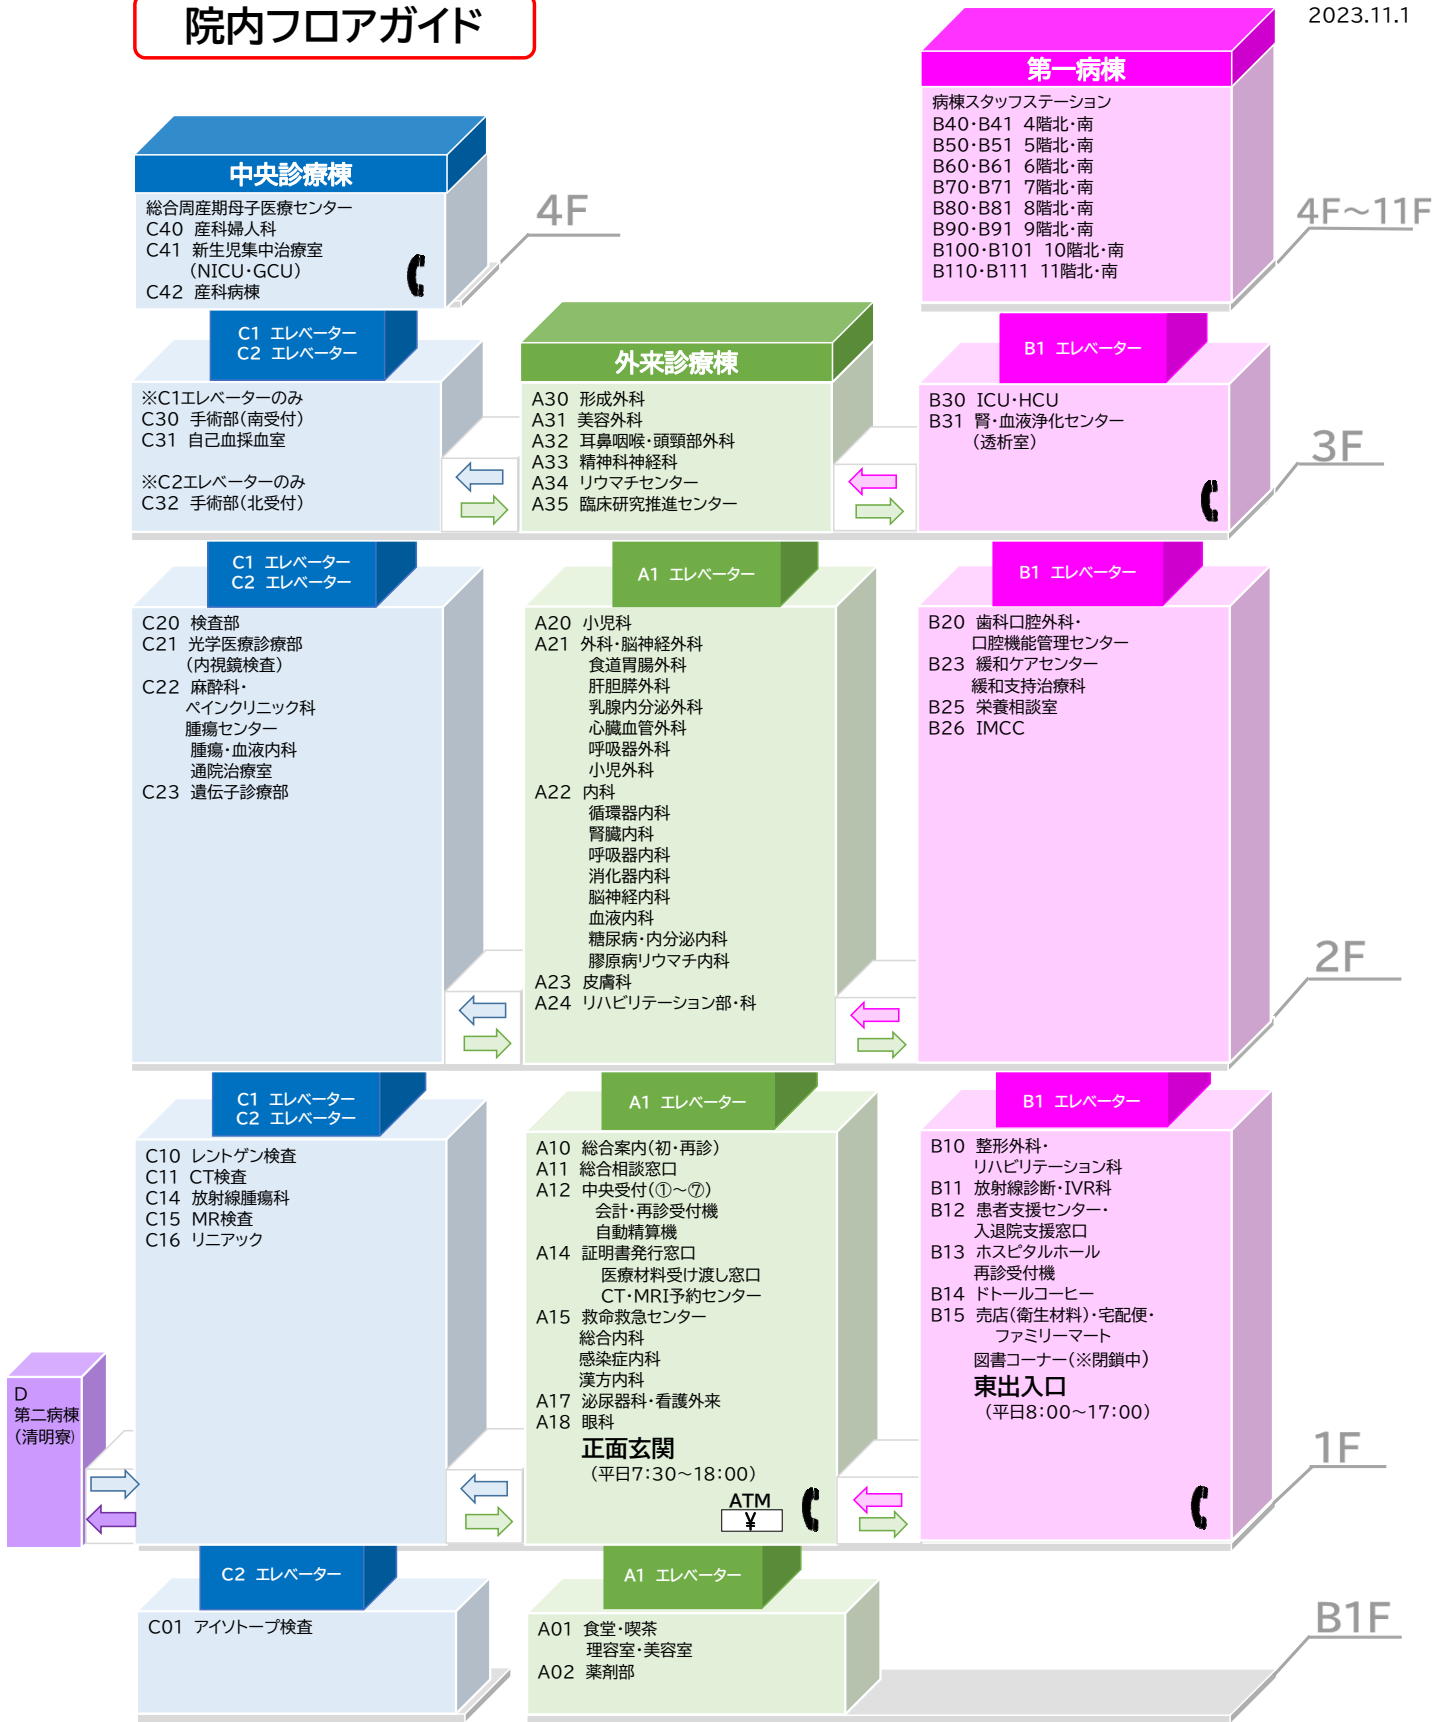 院内フロアガイド
2023.11.1
第一病棟
病棟スタッフステーション
B40・B41 4階北・南
B50・B51 5階北・南
B60・B61 6階北・南
B70・B71 7階北・南
B80・B81 8階北・南
B90・B91 9階北・南
B100・B101 10階北・南
B110・B111 11階北・南
4F～11F
中央診療棟
総合周産期母子医療センター
C40 産科婦人科
C41 新生児集中治療室
(NICU・GCU)
C42 産科病棟
4F
C1 エレベーター
C2 エレベーター
※C1エレベーターのみ
C30 手術部(南受付)
C31 自己血採血室
※C2エレベーターのみ
C32 手術部(北受付)
外来診療棟
A30 形成外科
A31 美容外科
A32 耳鼻咽喉・頭頸部外科
A33 精神科神経科
A34 リウマチセンター
A35 臨床研究推進センター
B1 エレベーター
B30 ICU・HCU
B31 腎・血液浄化センター
(透析室)
3F
C1 エレベーター
C2 エレベーター
C20 検査部
C21 光学医療診療部
(内視鏡検査)
C22 麻酔科・
ペインクリニック科
腫瘍センター
腫瘍・血液内科
通院治療室
C23 遺伝子診療部
A1 エレベーター
A20 小児科
A21 外科・脳神経外科
食道胃腸外科
肝胆膵外科
乳腺内分泌外科
心臓血管外科
呼吸器外科
小児外科
A22 内科
循環器内科
腎臓内科
呼吸器内科
消化器内科
脳神経内科
血液内科
糖尿病・内分泌内科
膠原病リウマチ内科
A23 皮膚科
A24 リハビリテーション部・科
B1 エレベーター
B20 歯科口腔外科・
口腔機能管理センター
B23 緩和ケアセンター
緩和支持治療科
B25 栄養相談室
B26 IMCC
2F
C1 エレベーター
C2 エレベーター
C10 レントゲン検査
C11 CT検査
C14 放射線腫瘍科
C15 MR検査
C16 リニアック
A1 エレベーター
A10 総合案内(初・再診)
A11 総合相談窓口
A12 中央受付(①～⑦)
会計・再診受付機
自動精算機
A14 証明書発行窓口
医療材料受け渡し窓口
CT・MRI予約センター
A15 救命救急センター
総合内科
感染症内科
漢方内科
A17 泌尿器科・看護外来
A18 眼科
正面玄関
(平日7:30～18:00)
ATM
¥
B1 エレベーター
B10 整形外科・
リハビリテーション科
B11 放射線診断・IVR科
B12 患者支援センター・
入退院支援窓口
B13 ホスピタルホール
再診受付機
B14 ドトールコーヒー
B15 売店(衛生材料)・宅配便・
ファミリーマート
図書コーナー(※閉鎖中)
東出入口
(平日8:00～17:00)
1F
D
第二病棟
(清明寮)
C2 エレベーター
C01 アイソトープ検査
A1 エレベーター
A01 食堂・喫茶
理容室・美容室
A02 薬剤部
B1F